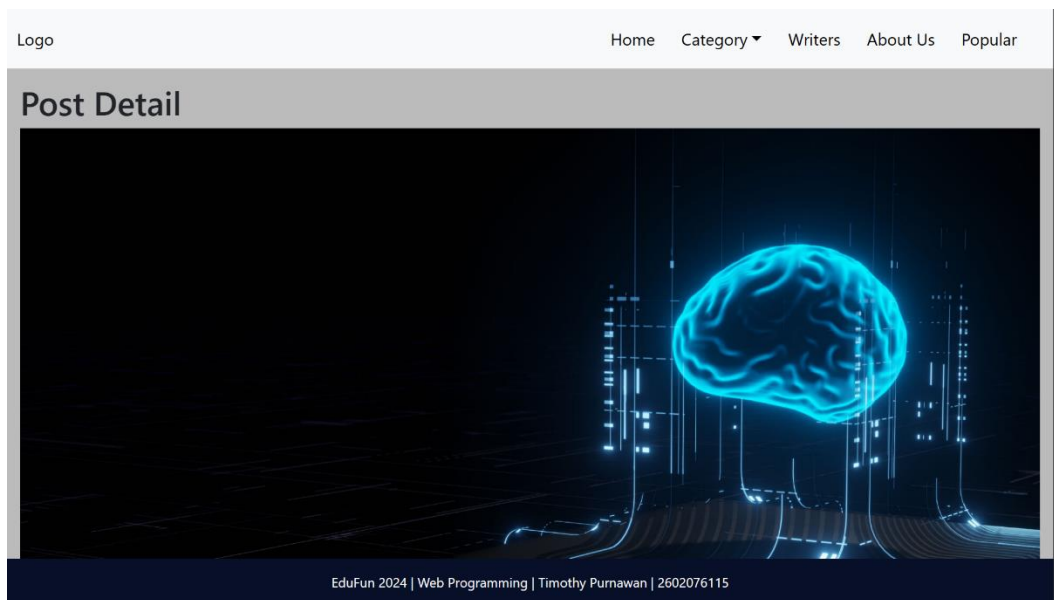 Logo Home Category Writers About Us Popular
Post Detail
EduFun 2024 | Web Programming | Timothy Purnawan | 2602076115